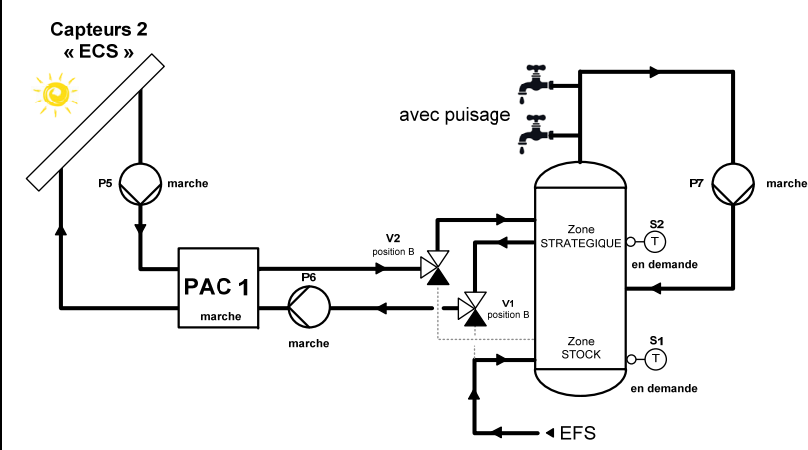 Capteurs 2
« ECS »
avec puisage
P5
marche
P7
marche
V2
position B
Zone
STRATEGIQUE
S2
T
en demande
PAC 1
marche
P6
marche
V1
position B
Zone
STOCK
S1
T
en demande
EFS